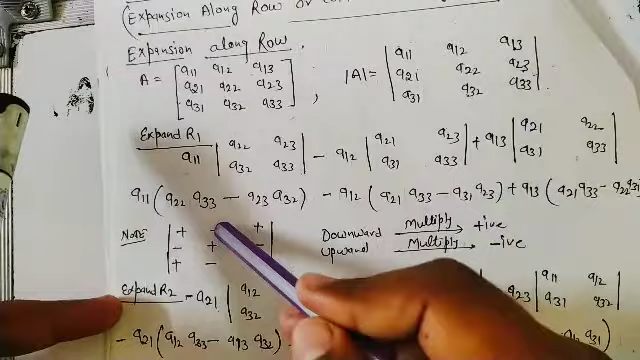 Expansion Along Row or
Expansion along Row.
A = [a11 a12 a13
a21 a22 a23
a31 a32 a33] , |A| = |a11 a12 a13
a21 a22 a23
a31 a32 a33|
Expand R1
a11 |a22 a23
a32 a33| - a12 |a21 a23
a31 a33| + a13 |a21 a22
a31 a33|
a11 (a22 a33 - a23 a32) - a12 (a21 a33 - a31 a23) + a13 (a21 a33 - a22 a31)
NOTE |+ +
- + -
+ -|
Downward Multiply → +ive
Upward Multiply → -ive
Expand R2 - a21 |a12
a32
a23 |a11 a12
a31 a32|
- a21 (a12 a33 - a13 a32)
a12 a31)